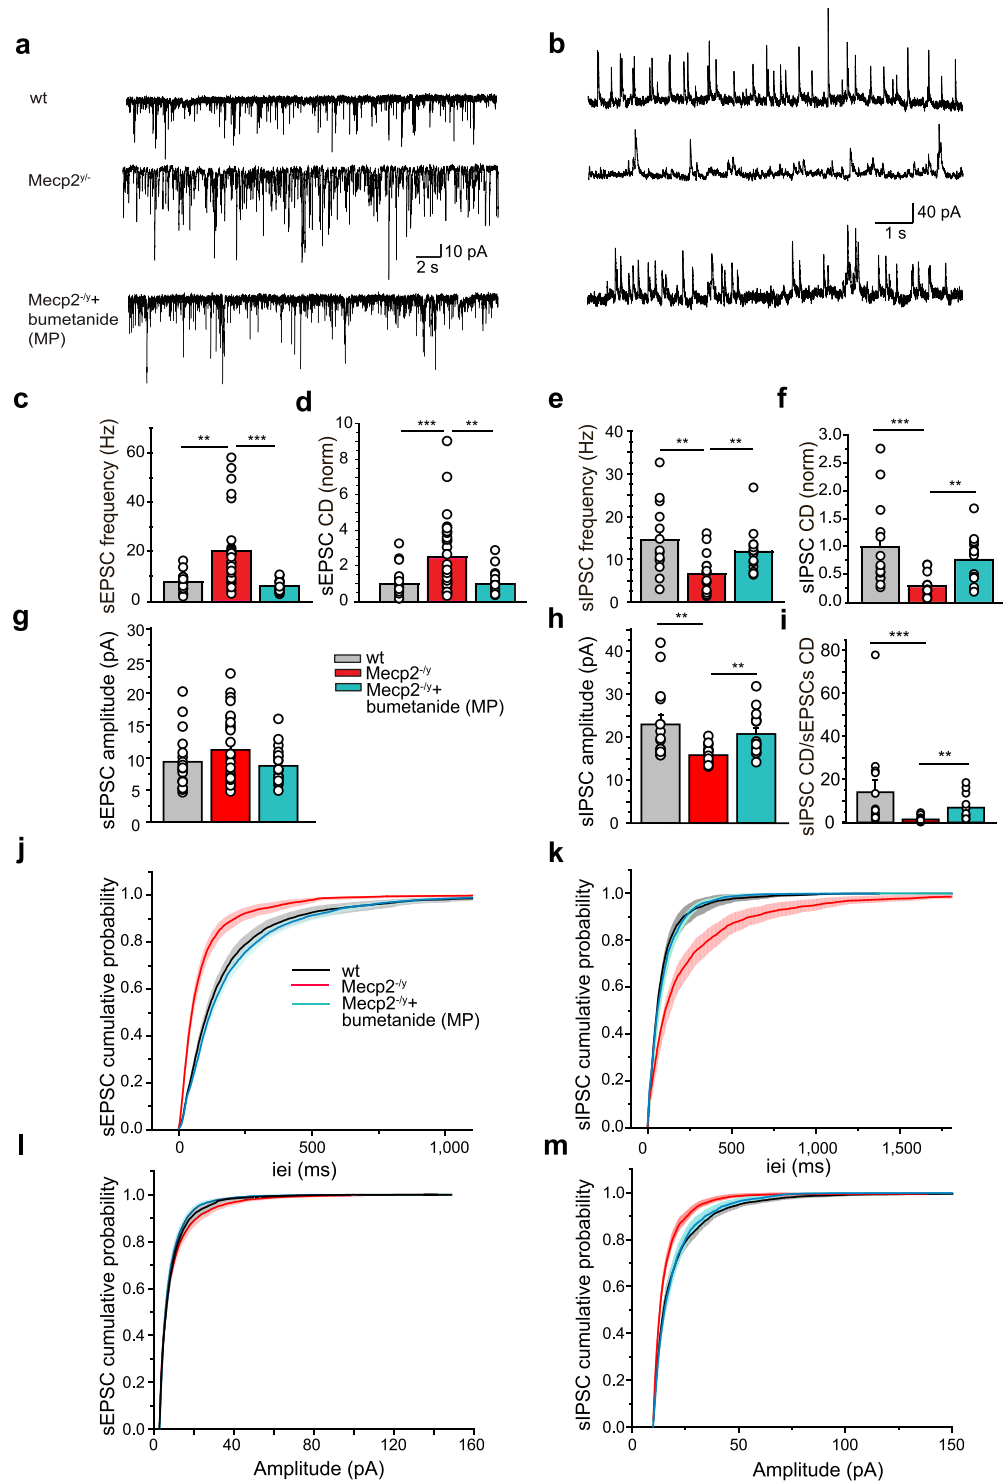 a
b
wt
Mecp2y/-
10 pA
2 s
40 pA
1 s
Mecp2-/y+
bumetanide
(MP)
c
d
e
f
sEPSC frequency (Hz)
60
40
20
0
**
***
sEPSC CD (norm)
10
8
6
4
2
0
***
**
sIPSC frequency (Hz)
40
30
20
10
0
**
**
sIPSC CD (norm)
3.0
2.5
2.0
1.5
1.0
0.5
0.0
***
**
g
h
i
sEPSC amplitude (pA)
30
25
20
15
10
5
0
wt
Mecp2-/y
Mecp2-/y+
bumetanide (MP)
sIPSC amplitude (pA)
40
30
20
10
0
**
**
sIPSC CD/sEPSCs CD
80
60
40
20
0
***
**
j
k
sEPSC cumulative probability
1.0
0.8
0.6
0.4
0.2
0.0
wt
Mecp2-/y
Mecp2-/y+
bumetanide (MP)
0
500
1,000
iei (ms)
sIPSC cumulative probability
1.0
0.8
0.6
0.4
0.2
0.0
0
500
1,000
1,500
iei (ms)
l
m
sEPSC cumulative probability
1.0
0.8
0.6
0.4
0.2
0.0
0
40
80
120
160
Amplitude (pA)
sIPSC cumulative probability
1.0
0.8
0.6
0.4
0.2
0.0
0
50
100
150
Amplitude (pA)